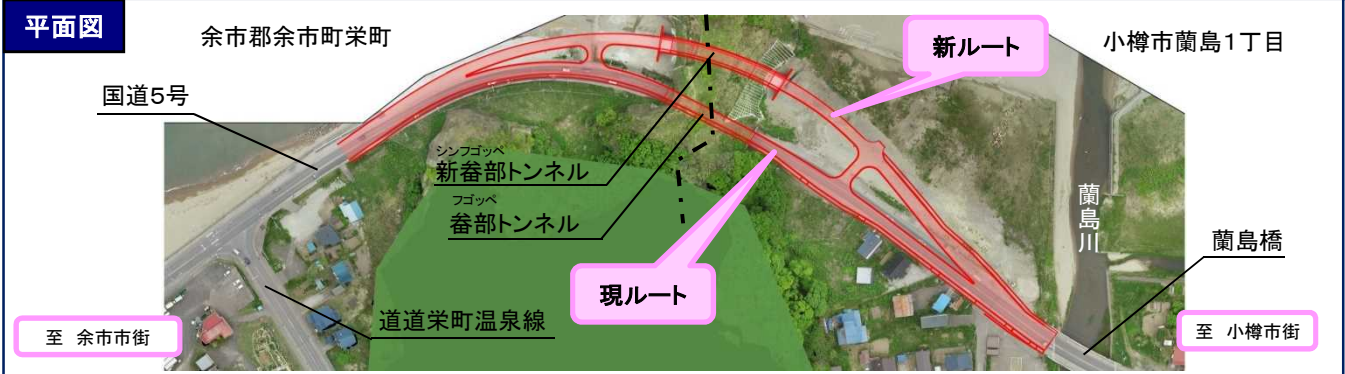 平面図
余市郡余市町栄町
新ルート
小樽市蘭島1丁目
国道5号
シンフゴッペ
新畚部トンネル
フゴッペ
畚部トンネル
蘭島川
蘭島橋
現ルート
道道栄町温泉線
至 余市市街
至 小樽市街